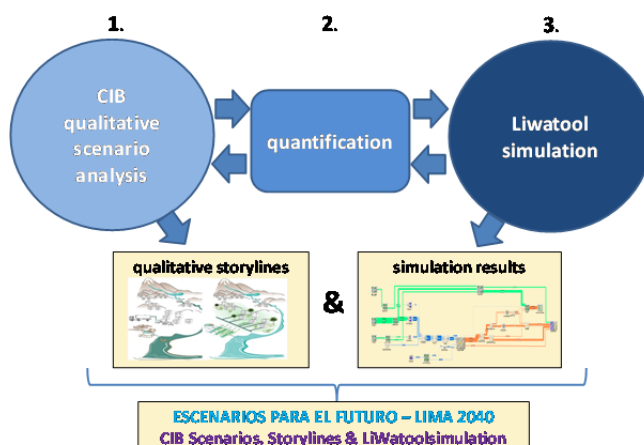 1.
2.
3.
CIB
qualitative
scenario
analysis
quantification
Liwatool
simulation
qualitative storylines
&
simulation results
ESCENARIOS PARA EL FUTURO – LIMA 2040
CIB Scenarios, Storylines & LiWatoolsimulation